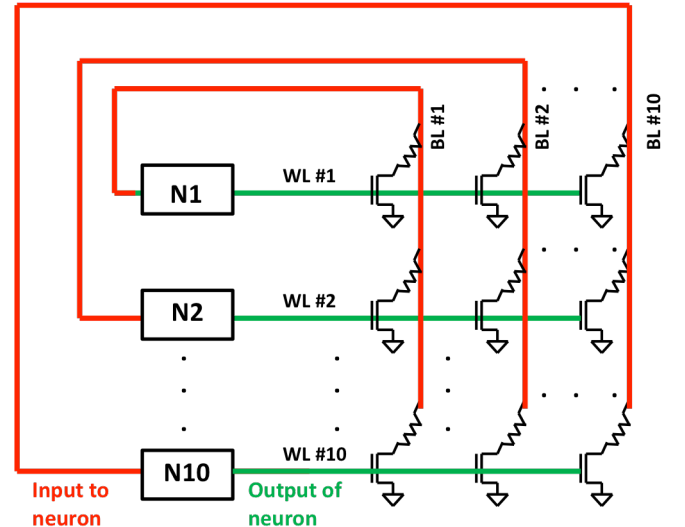 BL #1
BL #2
BL #10
WL #1
N1
WL #2
N2
WL #10
N10
Input to
neuron
Output of
neuron